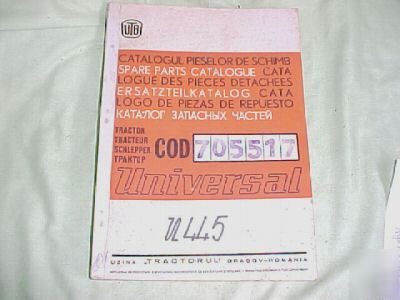 UTB
CATALOGUL PIESELOR DE SCHIMB
SPARE PARTS CATALOGUE CATA
LOGUE DES PIECES DETACHEES
ERSATZTEILKATALOG CATA
LOGO DE PIEZAS DE REPUESTO
КАТАЛОГ ЗАПАСНЫХ ЧАСТЕЙ
TRACTOR
TRACTEUR
SCHLEPPER
ТРАКТОР
COD 705517
Universal
U445
UZINA „TRACTORUL" BRAȘOV-ROMANIA